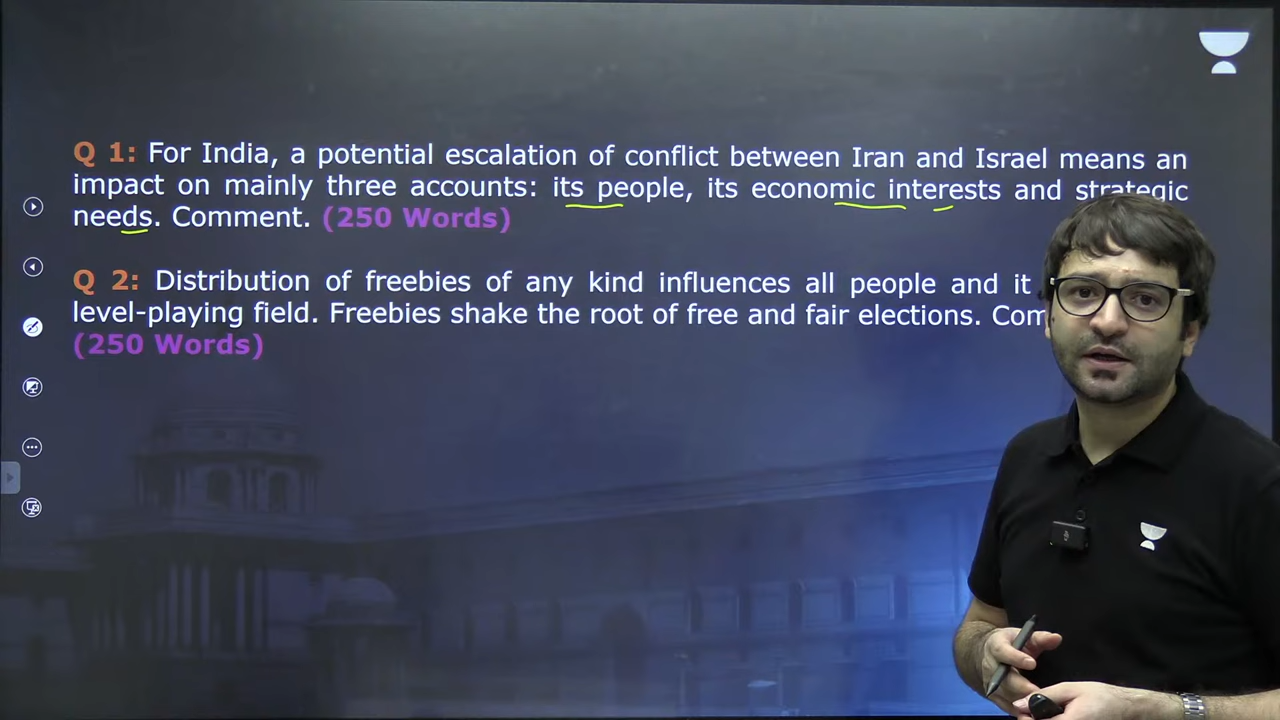 Q 1: For India, a potential escalation of conflict between Iran and Israel means an
impact on mainly three accounts: its people, its economic interests and strategic
needs. Comment. (250 Words)
Q 2: Distribution of freebies of any kind influences all people and it
level-playing field. Freebies shake the root of free and fair elections.
(250 Words)